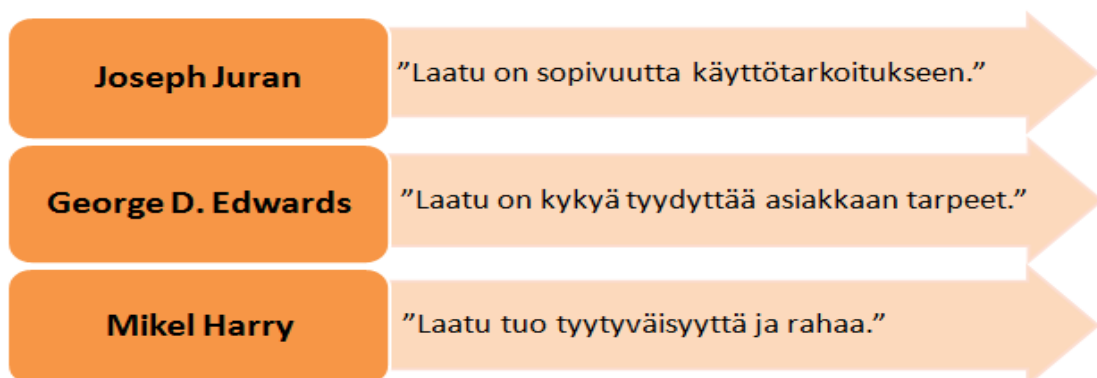 Joseph Juran
”Laatu on sopivuutta käyttötarkoitukseen.”
George D. Edwards
”Laatu on kykyä tyydyttää asiakkaan tarpeet.”
Mikel Harry
”Laatu tuo tyytyväisyyttä ja rahaa.”